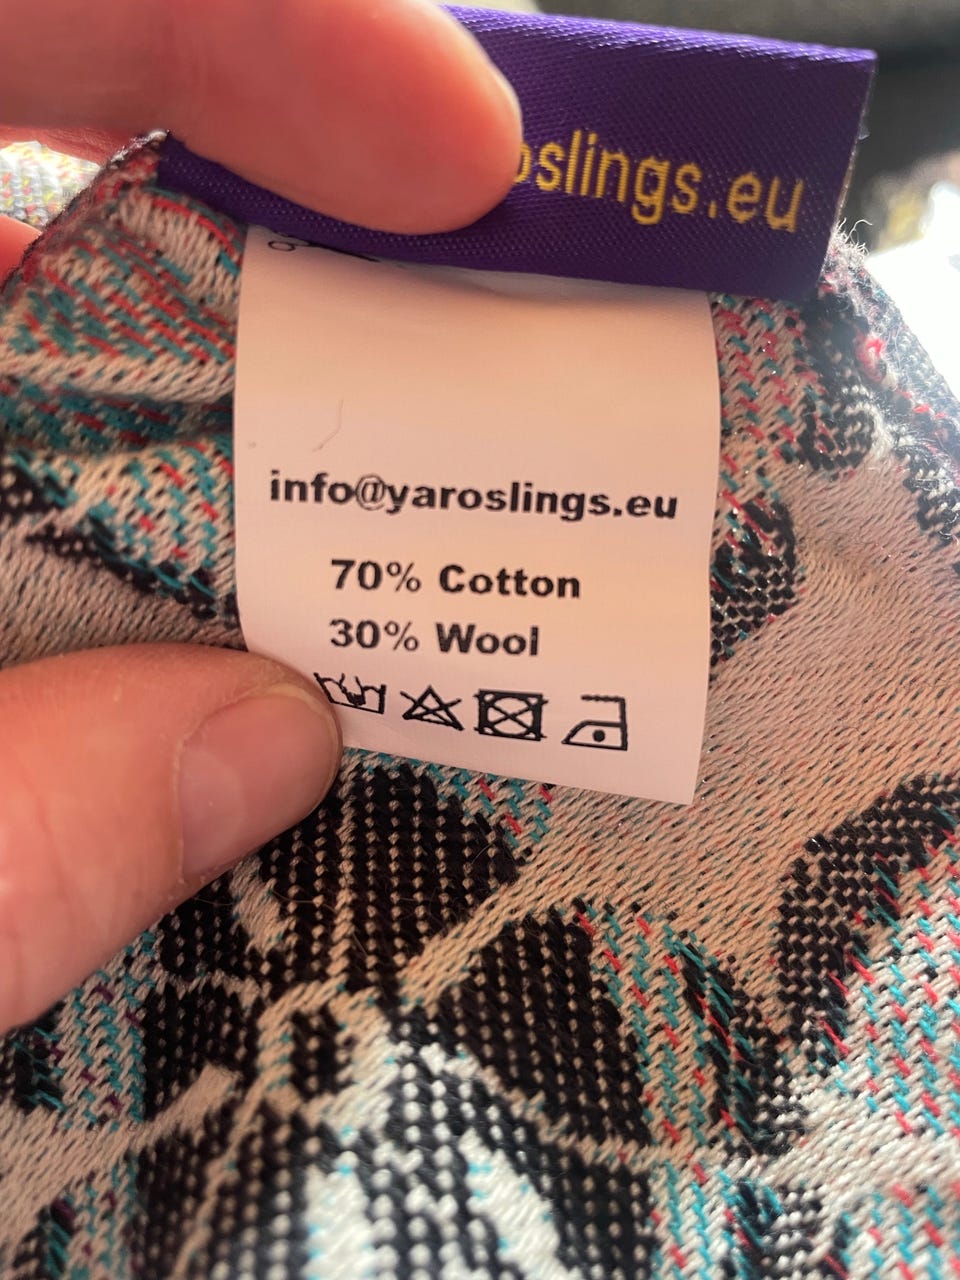 oslings.eu
info@yaroslings.eu
70% Cotton
30% Wool